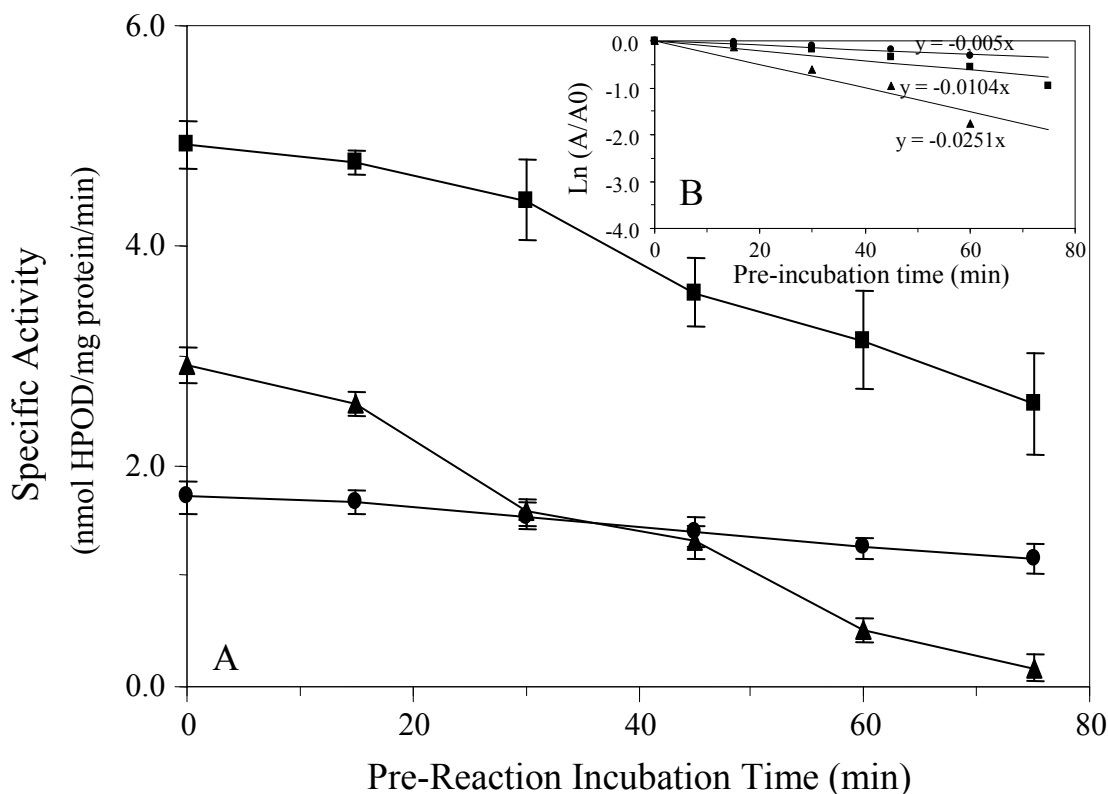 6.0
4.0
2.0
0.0
0
20
40
60
80
Specific Activity
(nmol HPOD/mg protein/min)
Pre-Reaction Incubation Time (min)
A
0.0
-1.0
-2.0
-3.0
-4.0
0
20
40
60
80
Ln (A/A0)
Pre-incubation time (min)
B
y = -0.005x
y = -0.0104x
y = -0.0251x